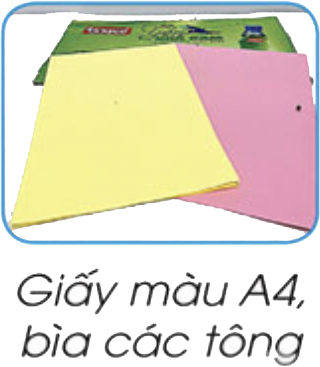 Giấy màu A4,
bìa các tông